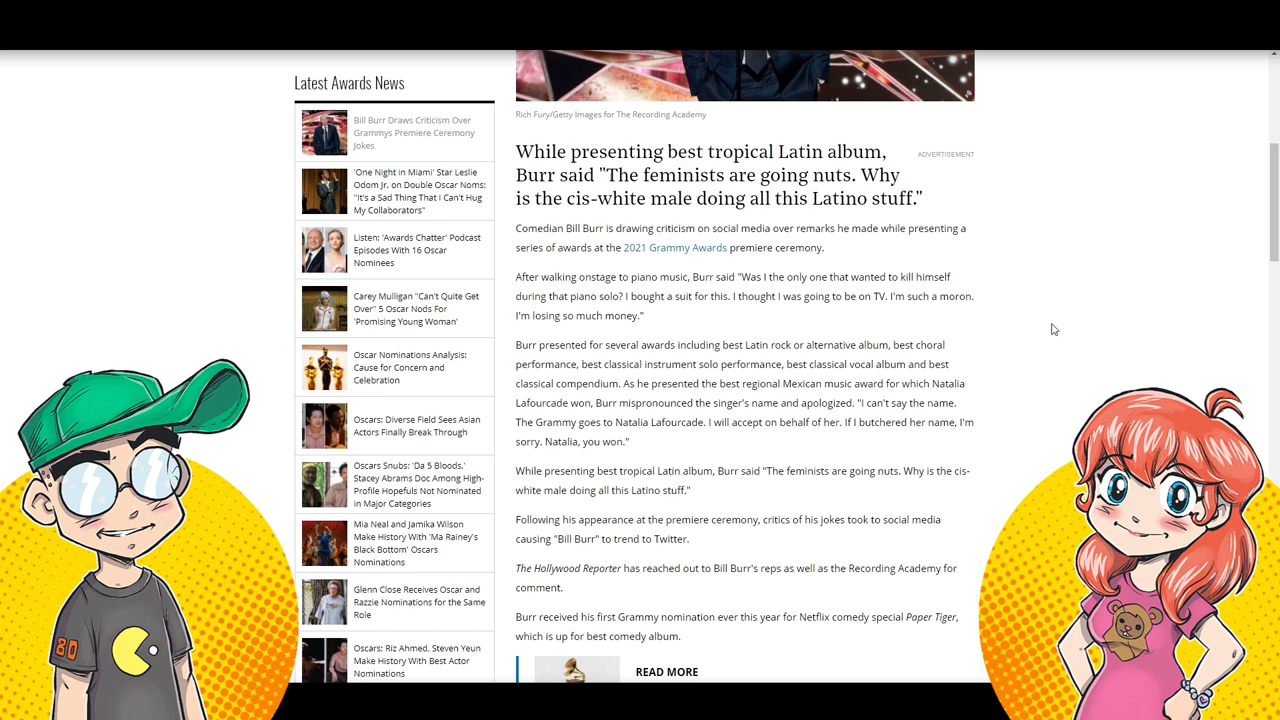 Latest Awards News
Bill Burr Draws Criticism Over
Grammys Premiere Ceremony
Jokes
'One Night in Miami' Star Leslie
Odom Jr. on Double Oscar Noms:
"It's a Sad Thing That I Can't Hug
My Collaborators"
Listen: 'Awards Chatter' Podcast
Episodes With 16 Oscar
Nominees
Carey Mulligan "Can't Quite Get
Over" 5 Oscar Nods For
'Promising Young Woman'
Oscar Nominations Analysis:
Cause for Concern and
Celebration
Oscars: Diverse Field Sees Asian
Actors Finally Break Through
Oscars Snubs: 'Da 5 Bloods,'
Stacey Abrams Doc Among High-
Profile Hopefuls Not Nominated
in Major Categories
Mia Neal and Jamika Wilson
Make History With 'Ma Rainey's
Black Bottom' Oscars
Nominations
Glenn Close Receives Oscar and
Razzie Nominations for the Same
Role
Oscars: Riz Ahmed, Steven Yeun
Make History With Best Actor
Nominations
Rich Fury/Getty Images for The Recording Academy
While presenting best tropical Latin album,
Burr said "The feminists are going nuts. Why
is the cis-white male doing all this Latino stuff."
ADVERTISEMENT
Comedian Bill Burr is drawing criticism on social media over remarks he made while presenting a
series of awards at the 2021 Grammy Awards premiere ceremony.
After walking onstage to piano music, Burr said "Was I the only one that wanted to kill himself
during that piano solo? I bought a suit for this. I thought I was going to be on TV. I'm such a moron.
I'm losing so much money."
Burr presented for several awards including best Latin rock or alternative album, best choral
performance, best classical instrument solo performance, best classical vocal album and best
classical compendium. As he presented the best regional Mexican music award for which Natalia
Lafourcade won, Burr mispronounced the singer's name and apologized. "I can't say the name.
The Grammy goes to Natalia Lafourcade. I will accept on behalf of her. If I butchered her name, I'm
sorry. Natalia, you won."
While presenting best tropical Latin album, Burr said "The feminists are going nuts. Why is the cis-
white male doing all this Latino stuff."
Following his appearance at the premiere ceremony, critics of his jokes took to social media
causing "Bill Burr" to trend to Twitter.
The Hollywood Reporter has reached out to Bill Burr's reps as well as the Recording Academy for
comment.
Burr received his first Grammy nomination ever this year for Netflix comedy special Paper Tiger,
which is up for best comedy album.
READ MORE
80